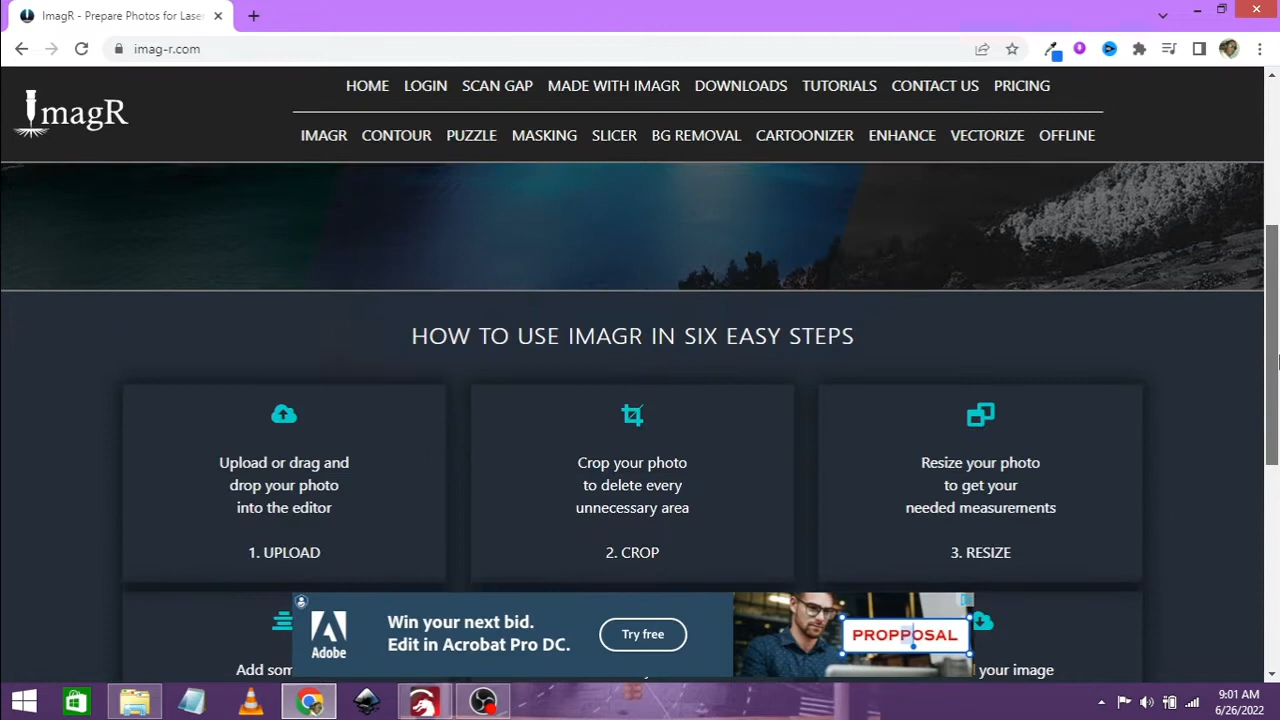 ImagR - Prepare Photos for Laser
imag-r.com
ImagR
HOME LOGIN SCAN GAP MADE WITH IMAGR DOWNLOADS TUTORIALS CONTACT US PRICING
IMAGR CONTOUR PUZZLE MASKING SLICER BG REMOVAL CARTOONIZER ENHANCE VECTORIZE OFFLINE
HOW TO USE IMAGR IN SIX EASY STEPS
Upload or drag and
drop your photo
into the editor
1. UPLOAD
Crop your photo
to delete every
unnecessary area
2. CROP
Resize your photo
to get your
needed measurements
3. RESIZE
Adobe
Win your next bid.
Edit in Acrobat Pro DC.
Try free
PROPPOSAL
Add som
your image
9:01 AM
6/26/2022